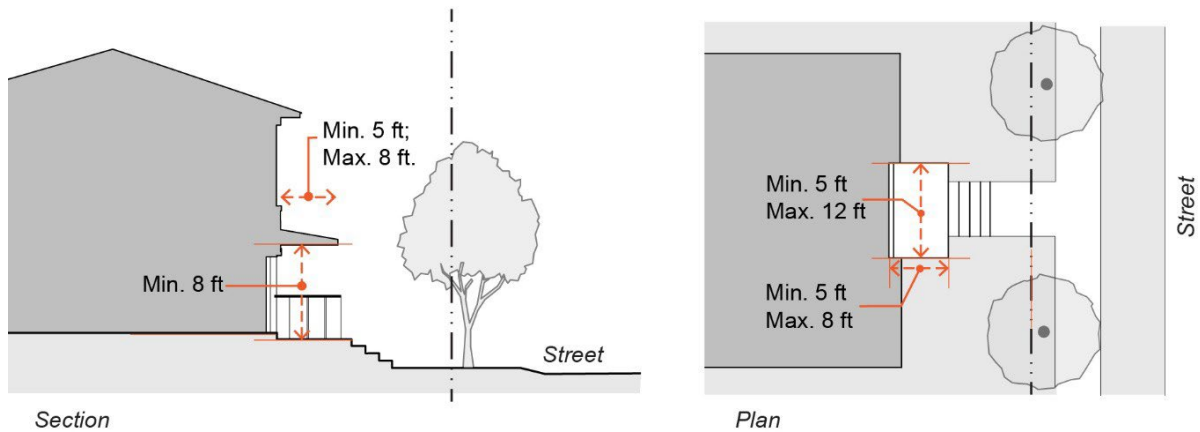 Min. 5 ft;
Max. 8 ft.
Min. 8 ft
Street
Section
Min. 5 ft
Max. 12 ft
Min. 5 ft
Max. 8 ft
Street
Plan